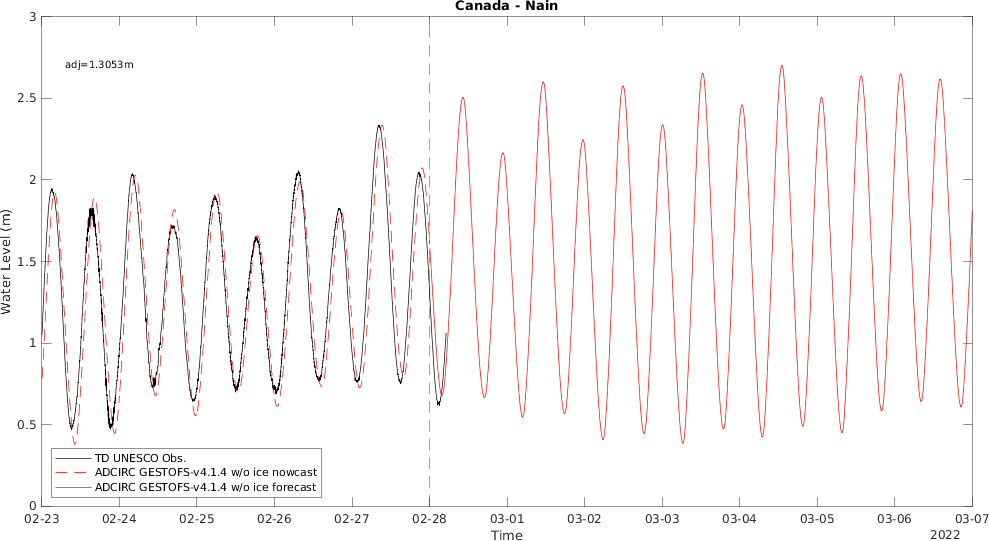 Canada - Nain
adj=1.3053m
Water Level (m)
3
2.5
2
1.5
1
0.5
0
TD UNESCO Obs.
ADCIRC GESTOFS-v4.1.4 w/o ice nowcast
ADCIRC GESTOFS-v4.1.4 w/o ice forecast
02-23 02-24 02-25 02-26 02-27 02-28 03-01 03-02 03-03 03-04 03-05 03-06 03-07
Time
2022